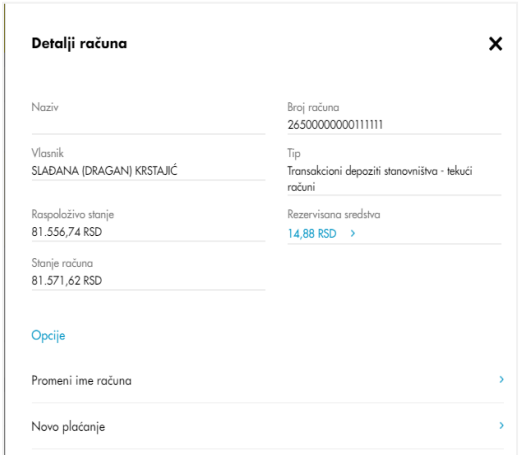 Detalji računa
Naziv
Broj računa
26500000000111111
Vlasnik
SLAĐANA (DRAGAN) KRSTAJIĆ
Tip
Transakcioni depoziti stanovništva - tekući
računi
Raspoloživo stanje
81.556,74 RSD
Rezervisana sredstva
14,88 RSD
Stanje računa
81.571,62 RSD
Opcije
Promeni ime računa
Novo plaćanje